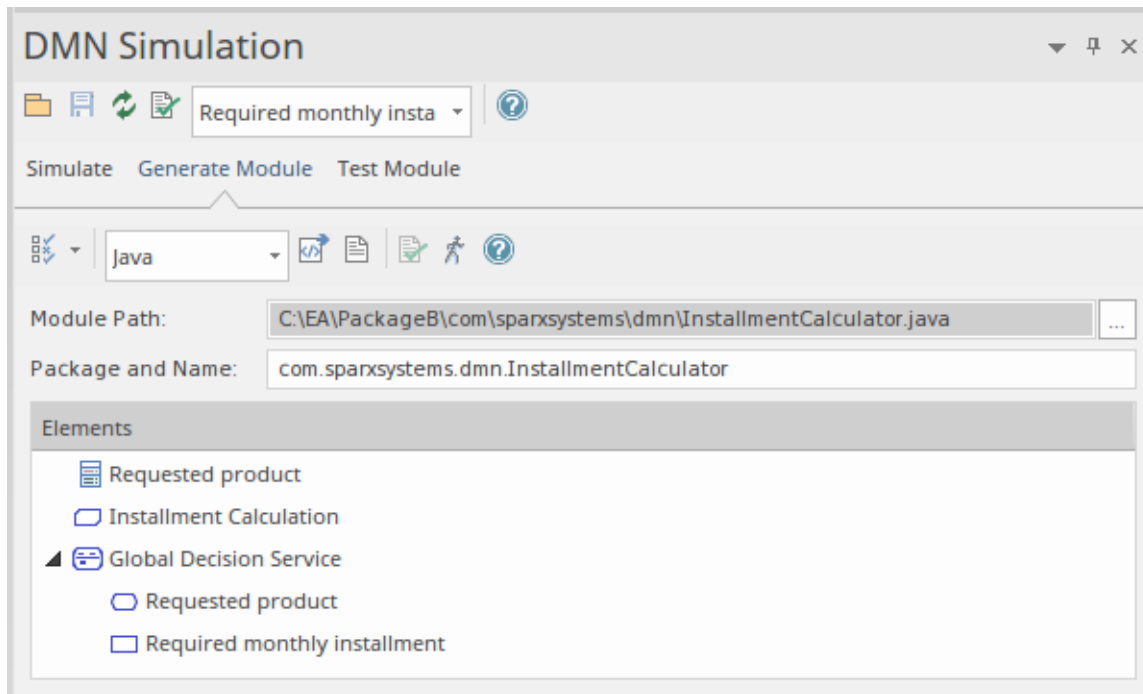 DMN Simulation
Required monthly insta
Simulate Generate Module Test Module
Java
Module Path: C:\EA\PackageB\com\sparxsystems\dmn\InstallmentCalculator.java ...
Package and Name: com.sparxsystems.dmn.InstallmentCalculator
Elements
Requested product
Installment Calculation
Global Decision Service
Requested product
Required monthly installment